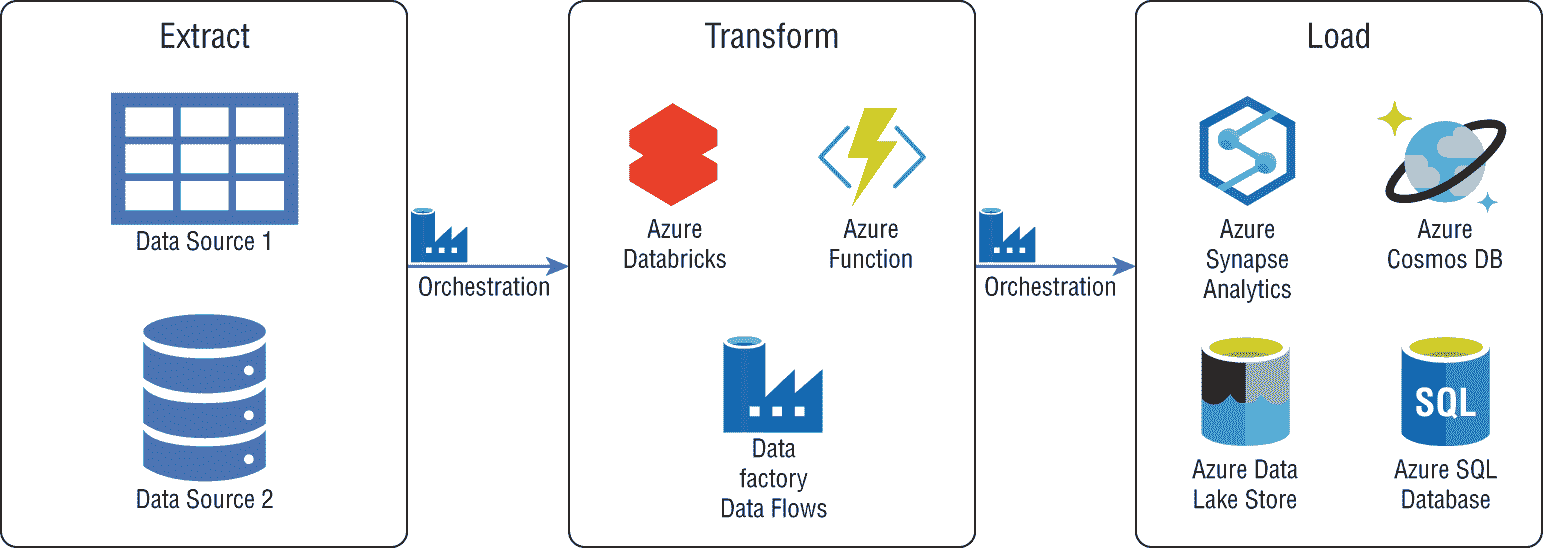 Extract
Data Source 1
Data Source 2
Orchestration
Transform
Azure
Databricks
Azure
Function
Data
factory
Data Flows
Orchestration
Load
Azure
Synapse
Analytics
Azure
Cosmos DB
Azure Data
Lake Store
SQL
Azure SQL
Database